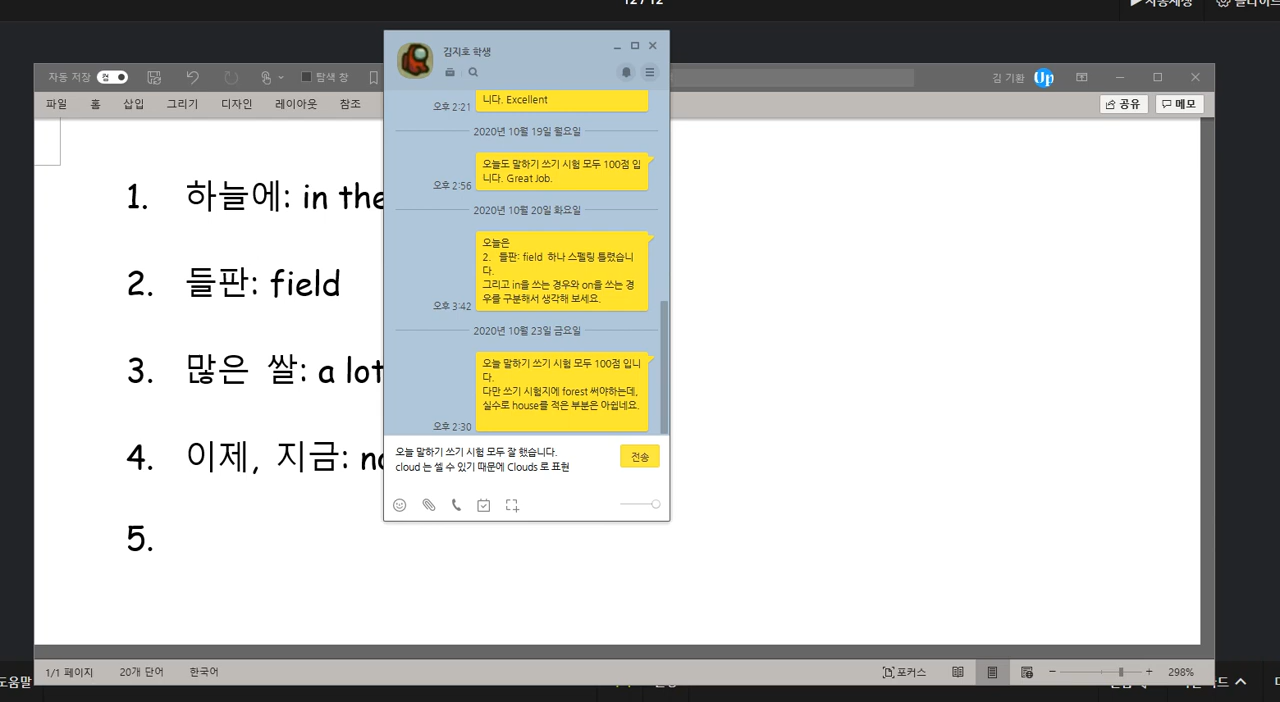 12 / 12
▶ 자동재생
자동 저장
탐색 창
김 기환
Up
파일 홈 삽입 그리기 디자인 레이아웃 참조
공유
메모
1. 하늘에: in the
2. 들판: field
3. 많은 쌀: a lot
4. 이제, 지금:
5.
김지호 학생
니다. Excellent
오후 2:21
2020년 10월 19일 월요일
오늘도 말하기 쓰기 시험 모두 100점 입
니다. Great Job.
오후 2:56
2020년 10월 20일 화요일
오늘은
2. 들판: field 하나 스펠링 틀렸습니
다.
그리고 in을 쓰는 경우와 on을 쓰는 경
우를 구분해서 생각해 보세요.
오후 3:42
2020년 10월 23일 금요일
오늘 말하기 쓰기 시험 모두 100점 입니
다.
다만 쓰기 시험지에 forest 써야하는데,
실수로 house를 적은 부분은 아쉽네요.
오후 2:30
오늘 말하기 쓰기 시험 모두 잘 했습니다.
cloud 는 셀 수 있기 때문에 Clouds 로 표현
전송
1/1 페이지 20개 단어 한국어
포커스
298%
도움말